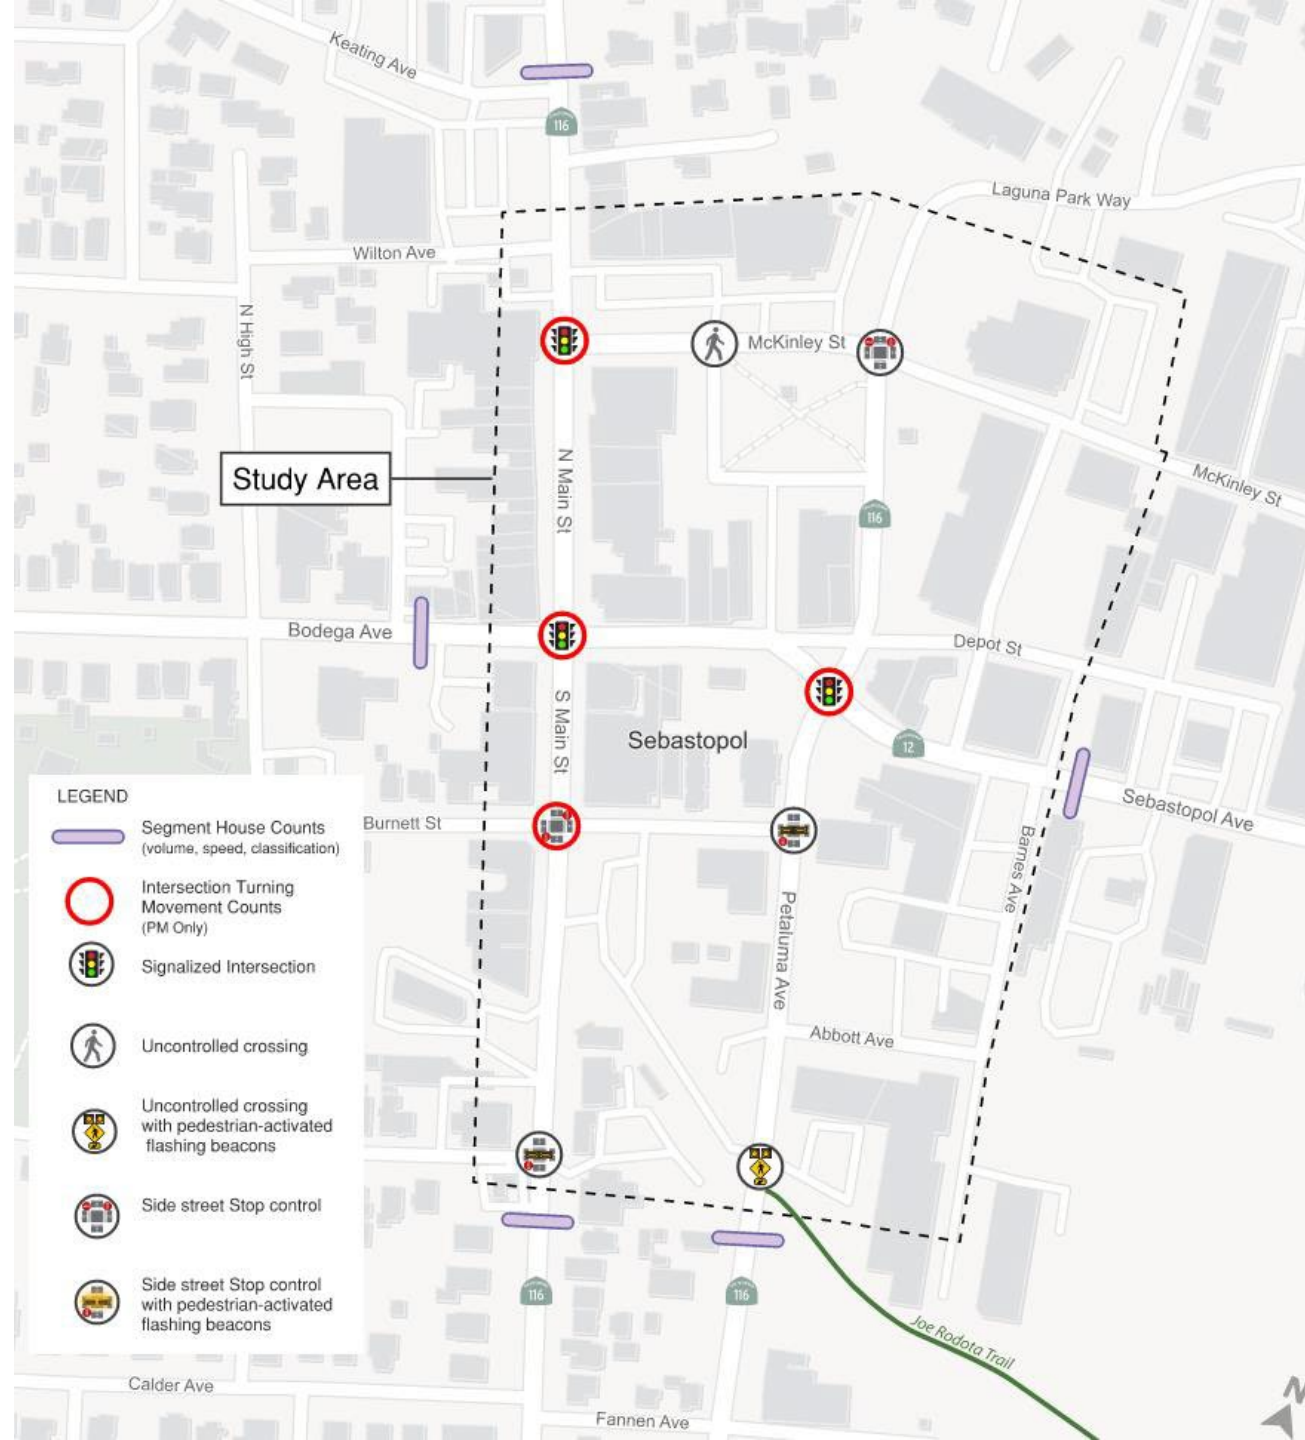 Keating Ave
116
Laguna Park Way
Wilton Ave
N High St
McKinley St
Study Area
N Main St
McKinley St
116
Bodega Ave
Depot St
S Main St
Sebastopol
12
Sebastopol Ave
LEGEND
Segment House Counts
(volume, speed, classification)
Intersection Turning
Movement Counts
(PM Only)
Signalized Intersection
Uncontrolled crossing
Uncontrolled crossing
with pedestrian-activated
flashing beacons
Side street Stop control
Side street Stop control
with pedestrian-activated
flashing beacons
Burnett St
Barnes Ave
Petaluma Ave
Abbott Ave
116
116
Joe Rodota Trail
Calder Ave
Fannen Ave
N